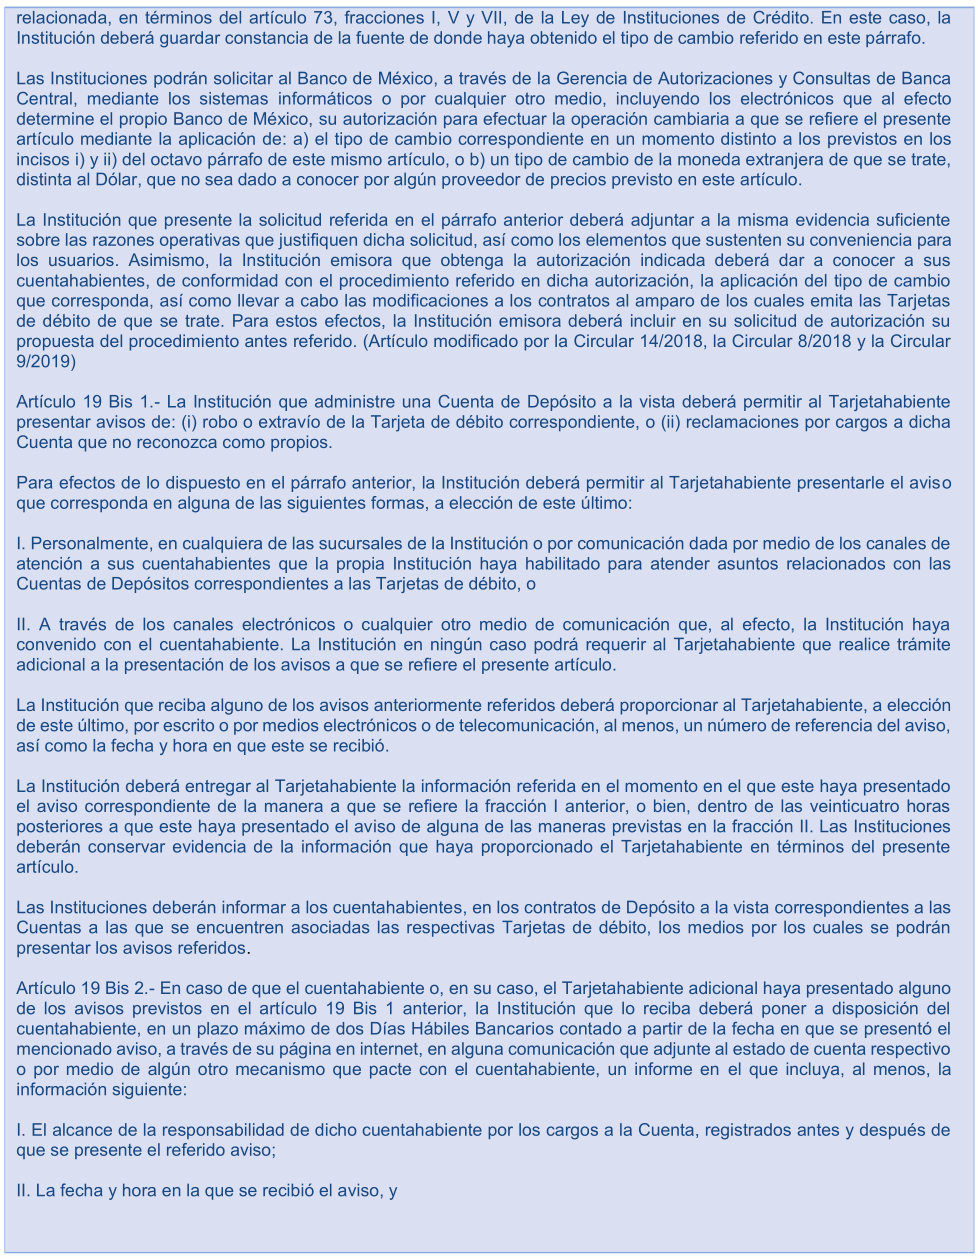 relacionada, en términos del artículo 73, fracciones I, V y VII, de la Ley de Instituciones de Crédito. En este caso, la
Institución deberá guardar constancia de la fuente de donde haya obtenido el tipo de cambio referido en este párrafo.
Las Instituciones podrán solicitar al Banco de México, a través de la Gerencia de Autorizaciones y Consultas de Banca
Central, mediante los sistemas informáticos o por cualquier otro medio, incluyendo los electrónicos que al efecto
determine el propio Banco de México, su autorización para efectuar la operación cambiaria a que se refiere el presente
artículo mediante la aplicación de: a) el tipo de cambio correspondiente en un momento distinto a los previstos en los
incisos i) y ii) del octavo párrafo de este mismo artículo, o b) un tipo de cambio de la moneda extranjera de que se trate,
distinta al Dólar, que no sea dado a conocer por algún proveedor de precios previsto en este artículo.
La Institución que presente la solicitud referida en el párrafo anterior deberá adjuntar a la misma evidencia suficiente
sobre las razones operativas que justifiquen dicha solicitud, así como los elementos que sustenten su conveniencia para
los usuarios. Asimismo, la Institución emisora que obtenga la autorización indicada deberá dar a conocer a sus
cuentahabientes, de conformidad con el procedimiento referido en dicha autorización, la aplicación del tipo de cambio
que corresponda, así como llevar a cabo las modificaciones a los contratos al amparo de los cuales emita las Tarjetas
de débito de que se trate. Para estos efectos, la Institución emisora deberá incluir en su solicitud de autorización su
propuesta del procedimiento antes referido. (Artículo modificado por la Circular 14/2018, la Circular 8/2018 y la Circular
9/2019)
Artículo 19 Bis 1.- La Institución que administre una Cuenta de Depósito a la vista deberá permitir al Tarjetahabiente
presentar avisos de: (i) robo o extravío de la Tarjeta de débito correspondiente, o (ii) reclamaciones por cargos a dicha
Cuenta que no reconozca como propios.
Para efectos de lo dispuesto en el párrafo anterior, la Institución deberá permitir al Tarjetahabiente presentarle el aviso
que corresponda en alguna de las siguientes formas, a elección de este último:
I. Personalmente, en cualquiera de las sucursales de la Institución o por comunicación dada por medio de los canales de
atención a sus cuentahabientes que la propia Institución haya habilitado para atender asuntos relacionados con las
Cuentas de Depósitos correspondientes a las Tarjetas de débito, o
II. A través de los canales electrónicos o cualquier otro medio de comunicación que, al efecto, la Institución haya
convenido con el cuentahabiente. La Institución en ningún caso podrá requerir al Tarjetahabiente que realice trámite
adicional a la presentación de los avisos a que se refiere el presente artículo.
La Institución que reciba alguno de los avisos anteriormente referidos deberá proporcionar al Tarjetahabiente, a elección
de este último, por escrito o por medios electrónicos o de telecomunicación, al menos, un número de referencia del aviso,
así como la fecha y hora en que este se recibió.
La Institución deberá entregar al Tarjetahabiente la información referida en el momento en el que este haya presentado
el aviso correspondiente de la manera a que se refiere la fracción I anterior, o bien, dentro de las veinticuatro horas
posteriores a que este haya presentado el aviso de alguna de las maneras previstas en la fracción II. Las Instituciones
deberán conservar evidencia de la información que haya proporcionado el Tarjetahabiente en términos del presente
artículo.
Las Instituciones deberán informar a los cuentahabientes, en los contratos de Depósito a la vista correspondientes a las
Cuentas a las que se encuentren asociadas las respectivas Tarjetas de débito, los medios por los cuales se podrán
presentar los avisos referidos.
Artículo 19 Bis 2.- En caso de que el cuentahabiente o, en su caso, el Tarjetahabiente adicional haya presentado alguno
de los avisos previstos en el artículo 19 Bis 1 anterior, la Institución que lo reciba deberá poner a disposición del
cuentahabiente, en un plazo máximo de dos Días Hábiles Bancarios contado a partir de la fecha en que se presentó el
mencionado aviso, a través de su página en internet, en alguna comunicación que adjunte al estado de cuenta respectivo
o por medio de algún otro mecanismo que pacte con el cuentahabiente, un informe en el que incluya, al menos, la
información siguiente:
I. El alcance de la responsabilidad de dicho cuentahabiente por los cargos a la Cuenta, registrados antes y después de
que se presente el referido aviso;
II. La fecha y hora en la que se recibió el aviso, y